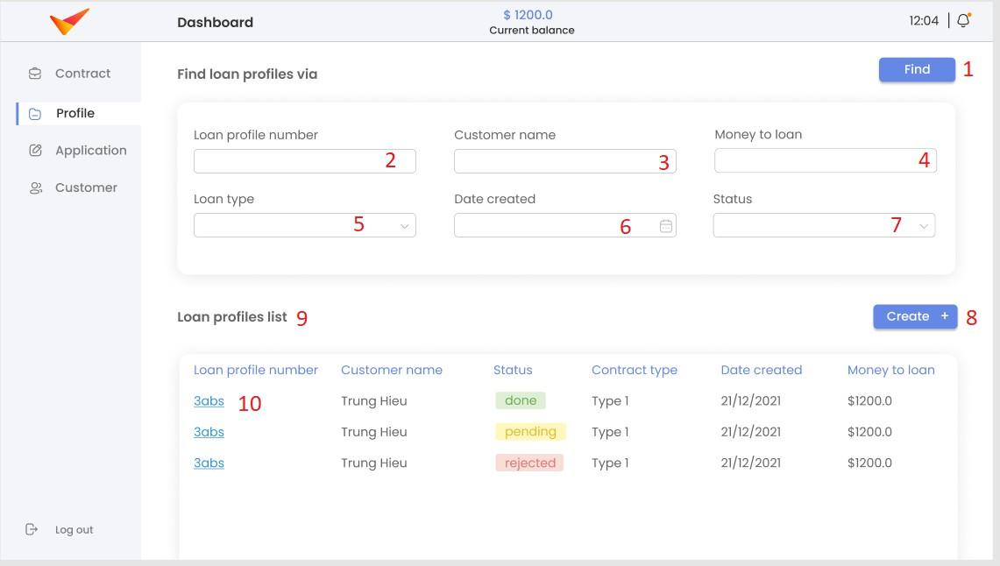 Dashboard
$ 1200.0
Current balance
12:04
Contract
Profile
Application
Customer
Log out
Find loan profiles via
Find 1
Loan profile number Customer name Money to loan
2 3 4
Loan type Date created Status
5 6 7
Loan profiles list 9
Create + 8
Loan profile number Customer name Status Contract type Date created Money to loan
3abs 10 Trung Hieu done Type 1 21/12/2021 $1200.0
3abs Trung Hieu pending Type 1 21/12/2021 $1200.0
3abs Trung Hieu rejected Type 1 21/12/2021 $1200.0